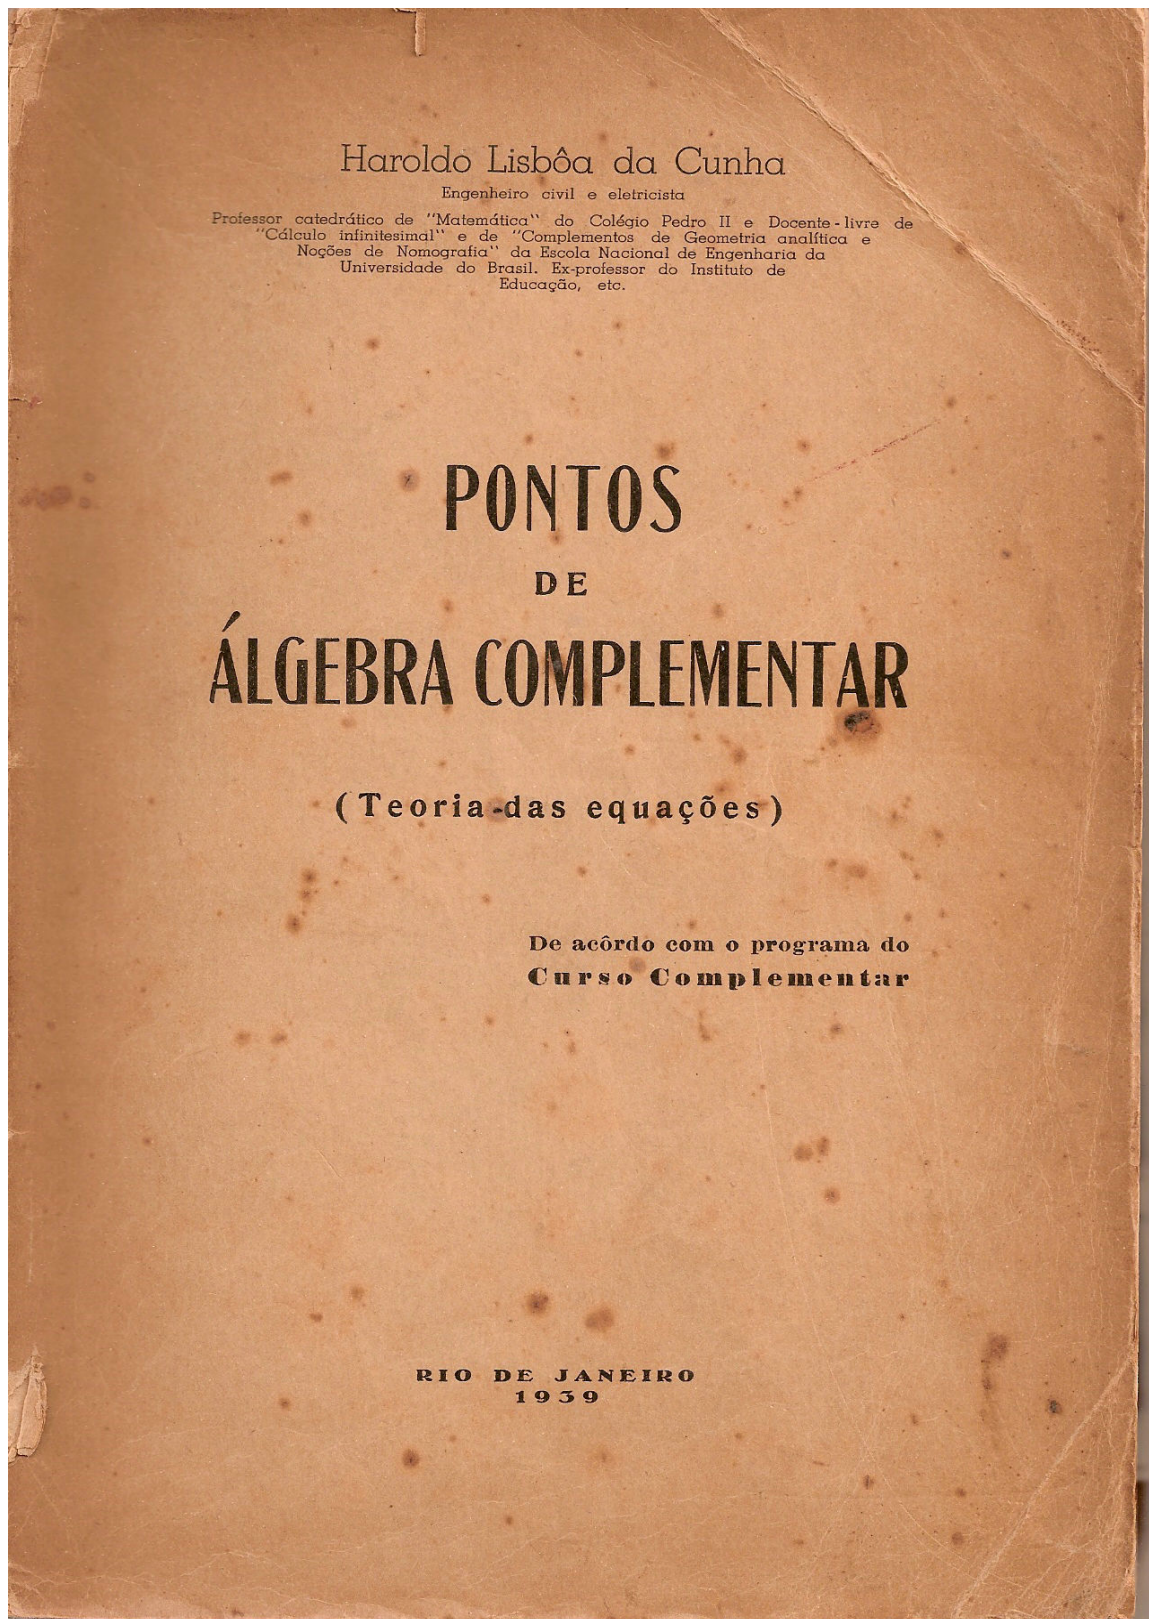 Haroldo Lisbôa da Cunha
Engenheiro civil e eletricista
Professor catedrático de "Matemática" do Colégio Pedro II e Docente-livre de
"Cálculo infinitesimal" e de "Complementos de Geometria analítica e
Noções de Nomografia" da Escola Nacional de Engenharia da
Universidade do Brasil. Ex-professor do Instituto de
Educação, etc.
PONTOS
DE
ÁLGEBRA COMPLEMENTAR
(Teoria das equações)
De acôrdo com o programa do
Curso Complementar
RIO DE JANEIRO
1939